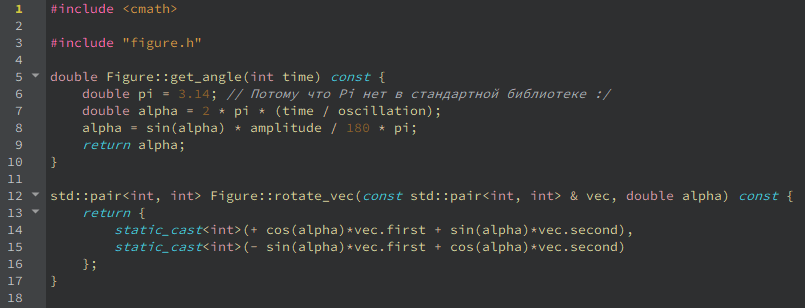 1 #include <cmath>
2
3 #include "figure.h"
4
5 double Figure::get_angle(int time) const {
6     double pi = 3.14; // Потому что Pi нет в стандартной библиотеке :/
7     double alpha = 2 * pi * (time / oscillation);
8     alpha = sin(alpha) * amplitude / 180 * pi;
9     return alpha;
10 }
11
12 std::pair<int, int> Figure::rotate_vec(const std::pair<int, int> & vec, double alpha) const {
13     return {
14         static_cast<int>(+ cos(alpha)*vec.first + sin(alpha)*vec.second),
15         static_cast<int>(- sin(alpha)*vec.first + cos(alpha)*vec.second)
16     };
17 }
18